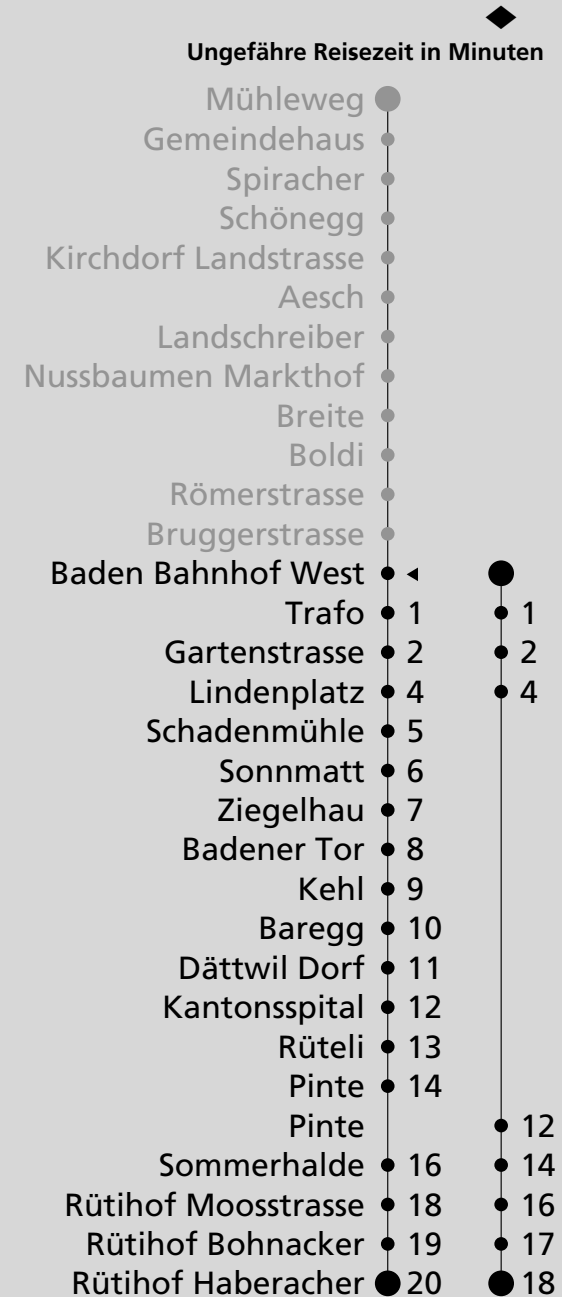 Ungefähre Reisezeit in Minuten
Mühleweg
Gemeindehaus
Spiracher
Schönegg
Kirchdorf Landstrasse
Aesch
Landschreiber
Nussbaumen Markthof
Breite
Boldi
Römerstrasse
Bruggerstrasse
Baden Bahnhof West
Trafo 1 1
Gartenstrasse 2 2
Lindenplatz 4 4
Schadenmühle 5
Sonnmatt 6
Ziegelhau 7
Badener Tor 8
Kehl 9
Baregg 10
Dättwil Dorf 11
Kantonsspital 12
Rüteli 13
Pinte 14
Pinte 12
Sommerhalde 16 14
Rütihof Moosstrasse 18 16
Rütihof Bohnacker 19 17
Rütihof Haberacher 20 18